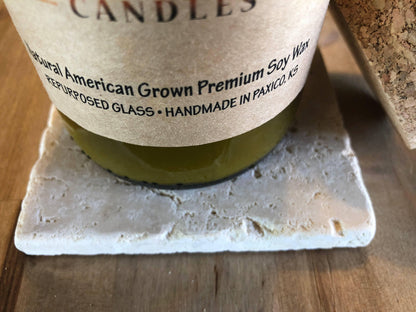 CANDLES
Natural American Grown Premium Soy Wax
REPURPOSED GLASS • HANDMADE IN PAXICO, KS